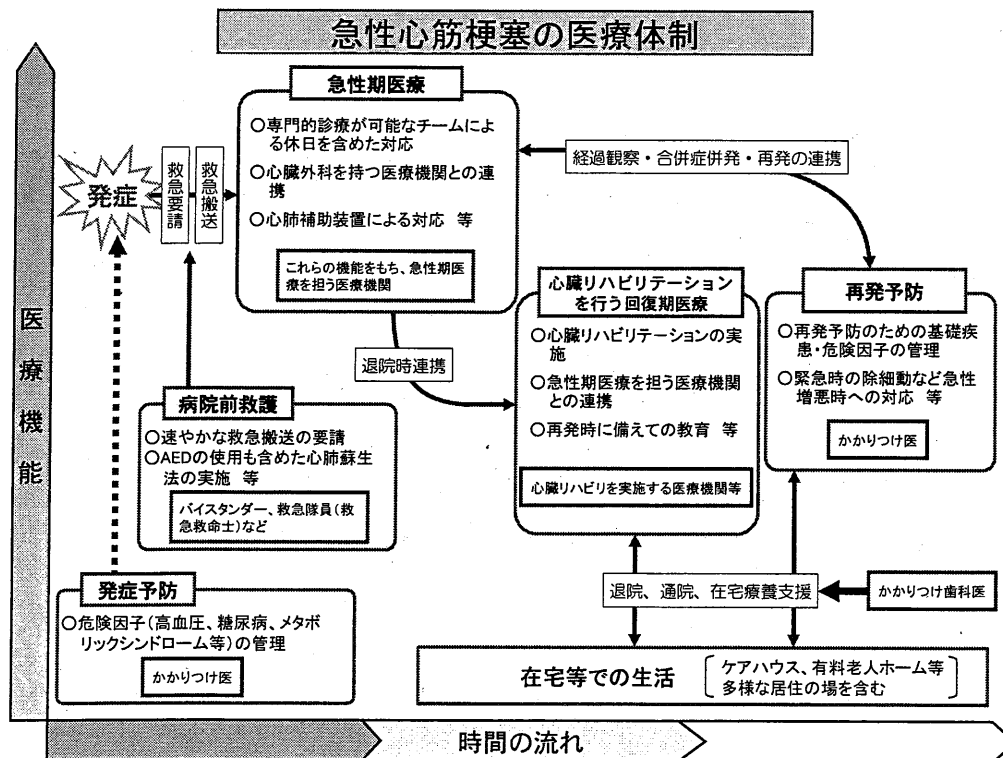 急性心筋梗塞の医療体制
急性期医療
○専門的診療が可能なチームによ
る休日を含めた対応
○心臓外科を持つ医療機関との連
携
○心肺補助装置による対応 等
これらの機能をもち、急性期医
療を担う医療機関
経過観察・合併症併発・再発の連携
発症
救急要請
救急搬送
医療機能
退院時連携
心臓リハビリテーション
を行う回復期医療
○心臓リハビリテーションの実
施
○急性期医療を担う医療機関
との連携
○再発時に備えての教育 等
心臓リハビリを実施する医療機関等
再発予防
○再発予防のための基礎疾
患・危険因子の管理
○緊急時の除細動など急性
増悪時への対応 等
かかりつけ医
病院前救護
○速やかな救急搬送の要請
○AEDの使用も含めた心肺蘇生
法の実施 等
バイスタンダー、救急隊員(救
急救命士)など
発症予防
○危険因子(高血圧、糖尿病、メタボ
リックシンドローム等)の管理
かかりつけ医
退院、通院、在宅療養支援
かかりつけ歯科医
在宅等での生活
ケアハウス、有料老人ホーム等
多様な居住の場を含む
時間の流れ